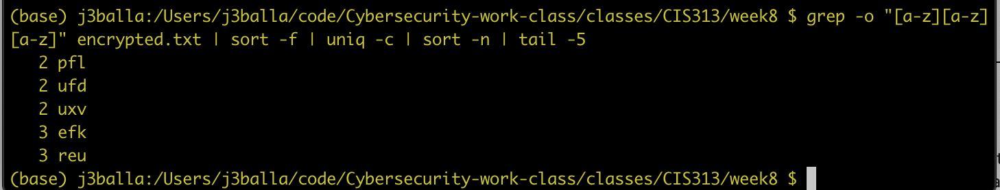 (base) j3balla:/Users/j3balla/code/Cybersecurity-work-class/classes/CIS313/week8 $ grep -o "[a-z][a-z]
[a-z]" encrypted.txt | sort -f | uniq -c | sort -n | tail -5
2 pfl
2 ufd
2 uxv
3 efk
3 reu
(base) j3balla:/Users/j3balla/code/Cybersecurity-work-class/classes/CIS313/week8 $